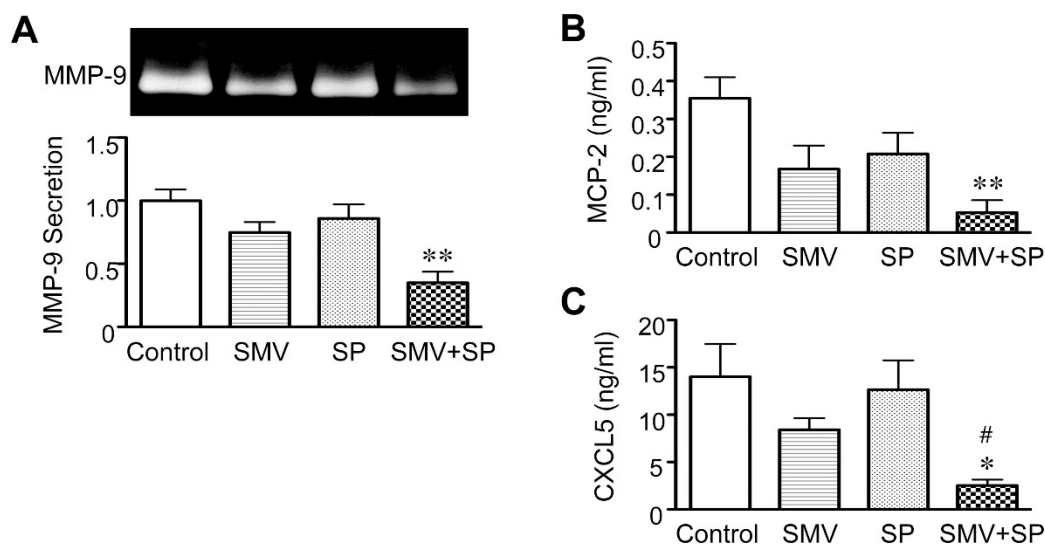 A
MMP-9
MMP-9 Secretion
1.5
1.0
0.5
0
**
Control SMV SP SMV+SP
B
MCP-2 (ng/ml)
0.5
0.4
0.3
0.2
0.1
0
**
Control SMV SP SMV+SP
C
CXCL5 (ng/ml)
20
15
10
5
0
#
*
Control SMV SP SMV+SP